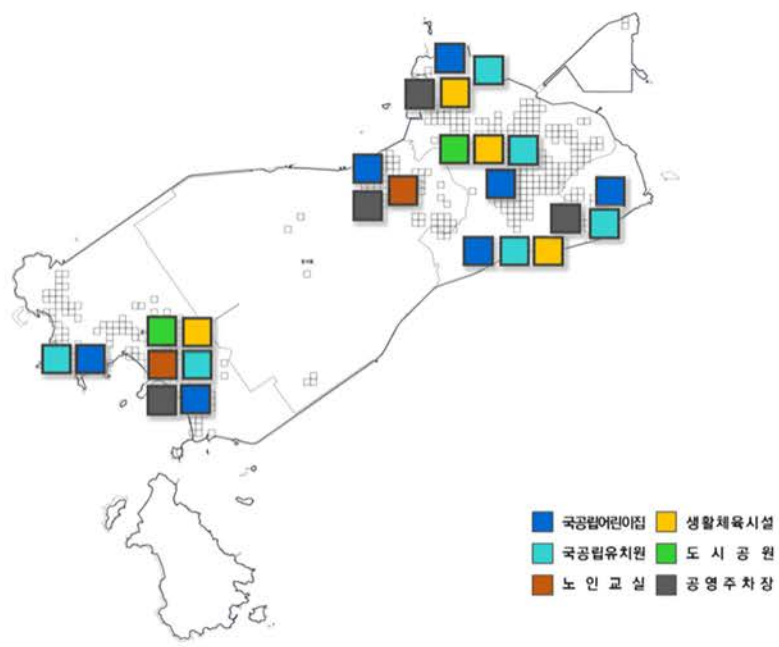 국공립어린이집 생활체육시설
국공립유치원 도 시 공 원
노 인 교 실 공영주차장